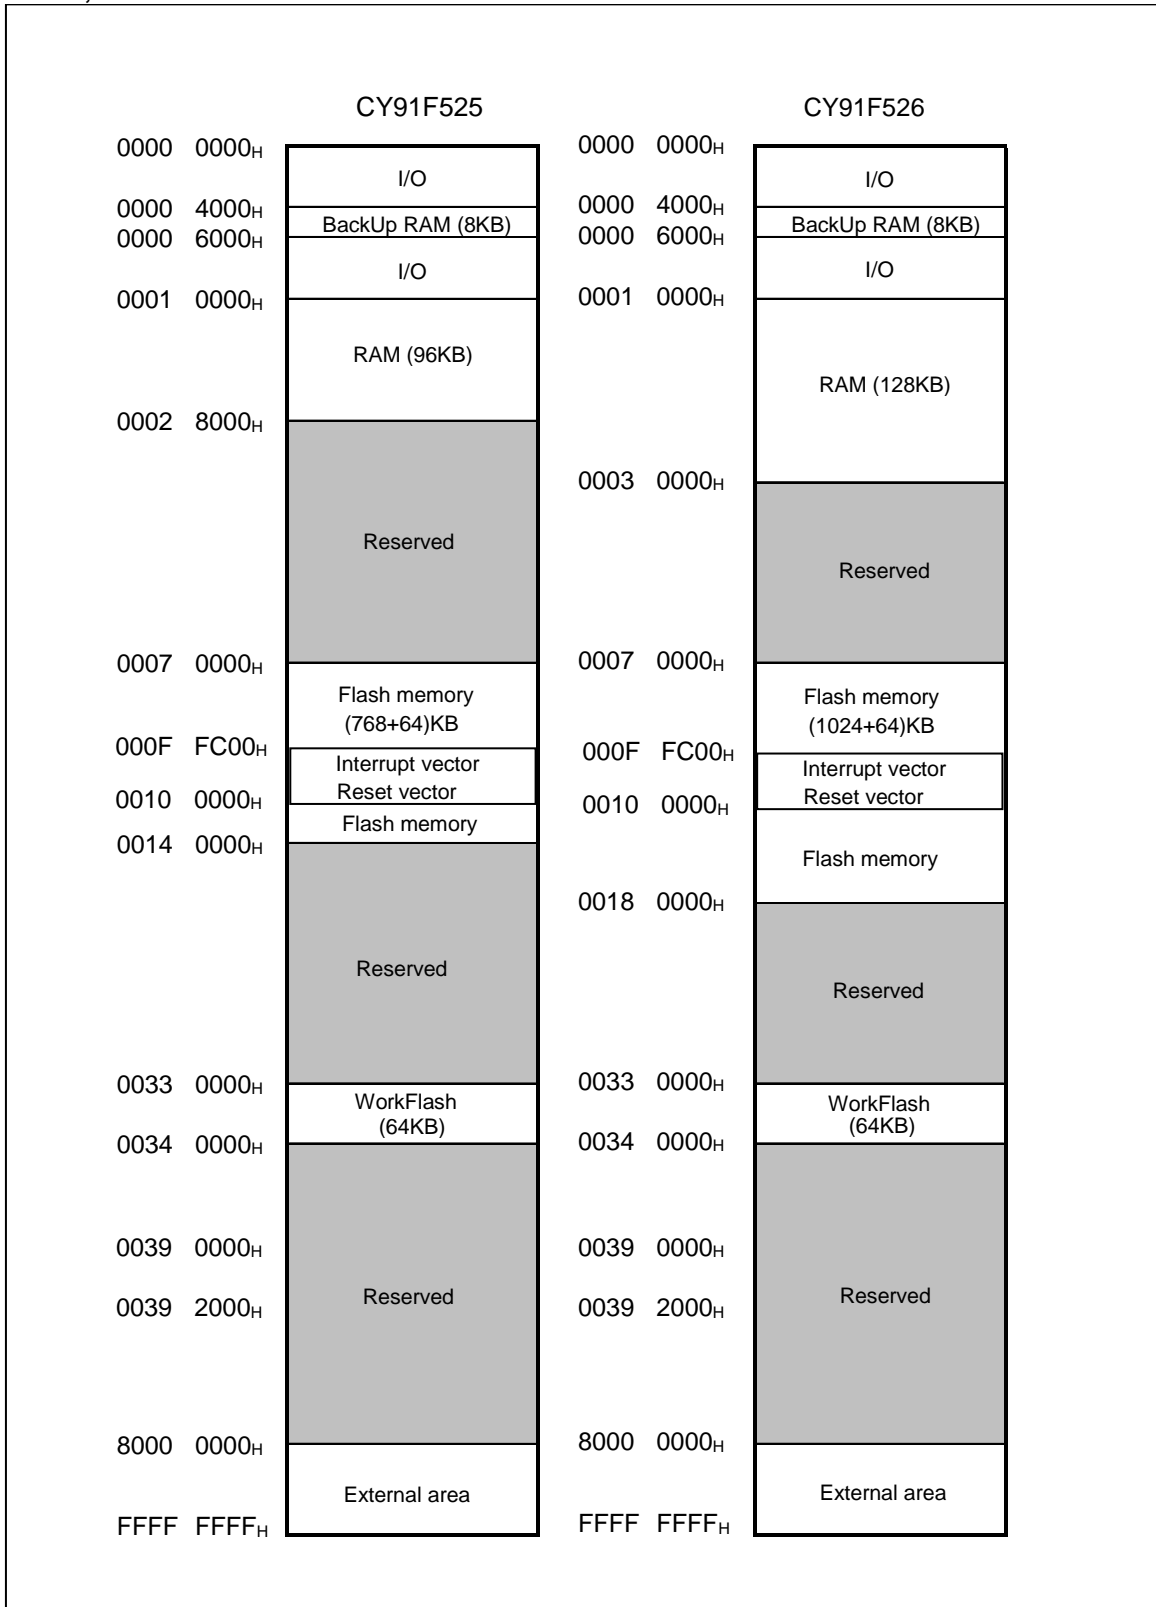 CY91F525
0000 0000H
I/O
0000 4000H
BackUp RAM (8KB)
0000 6000H
I/O
0001 0000H
RAM (96KB)
0002 8000H
Reserved
0007 0000H
Flash memory
(768+64)KB
000F FC00H
Interrupt vector
Reset vector
0010 0000H
Flash memory
0014 0000H
Reserved
0033 0000H
WorkFlash
(64KB)
0034 0000H
0039 0000H
Reserved
0039 2000H
8000 0000H
External area
FFFF FFFFH
CY91F526
0000 0000H
I/O
0000 4000H
BackUp RAM (8KB)
0000 6000H
I/O
0001 0000H
RAM (128KB)
0003 0000H
Reserved
0007 0000H
Flash memory
(1024+64)KB
000F FC00H
Interrupt vector
Reset vector
0010 0000H
Flash memory
0018 0000H
Reserved
0033 0000H
WorkFlash
(64KB)
0034 0000H
0039 0000H
Reserved
0039 2000H
8000 0000H
External area
FFFF FFFFH